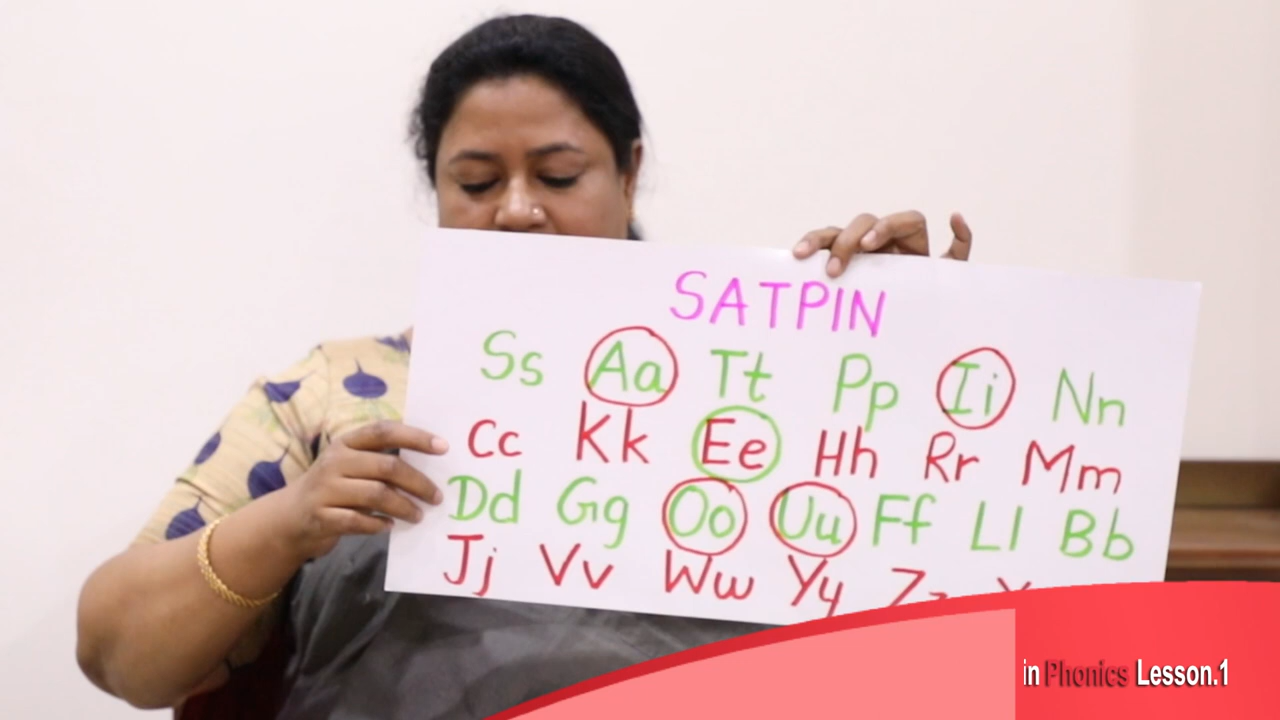 SATPIN
Ss Aa Tt Pp Ii Nn
Cc Kk Ee Hh Rr Mm
Dd Gg Oo Uu Ff Ll Bb
Jj Vv Ww Yy Zz
in Phonics Lesson.1